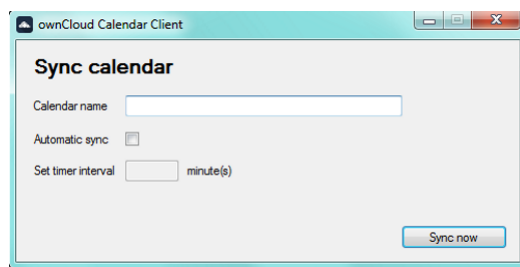 ownCloud Calendar Client
Sync calendar
Calendar name
Automatic sync
Set timer interval minute(s)
Sync now